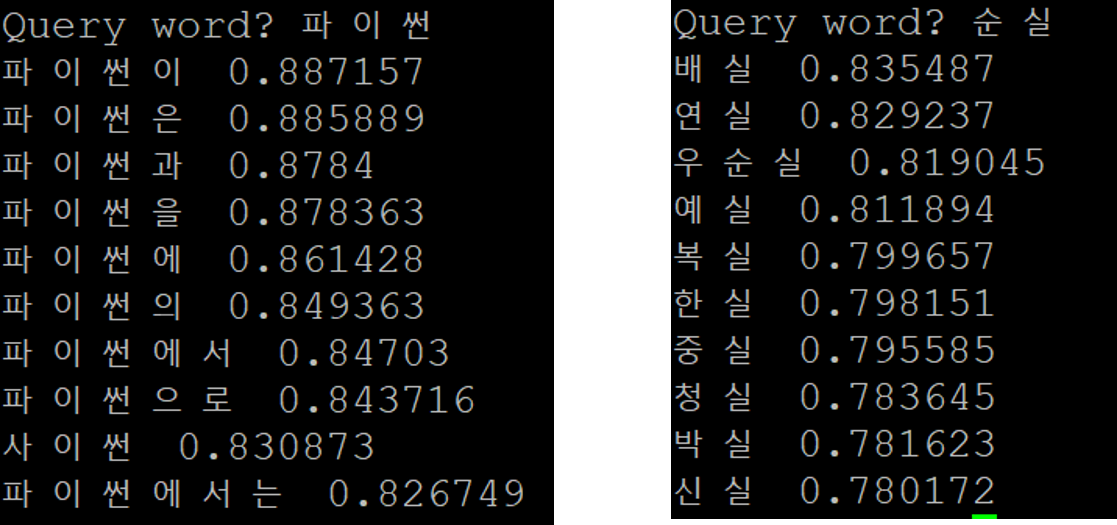 Query word? 파이썬
파이썬이 0.887157
파이썬은 0.885889
파이썬과 0.8784
파이썬을 0.878363
파이썬에 0.861428
파이썬의 0.849363
파이썬에서 0.84703
파이썬으로 0.843716
사이썬 0.830873
파이썬에서는 0.826749
Query word? 순실
배실 0.835487
연실 0.829237
우순실 0.819045
예실 0.811894
복실 0.799657
한실 0.798151
중실 0.795585
청실 0.783645
박실 0.781623
신실 0.780172